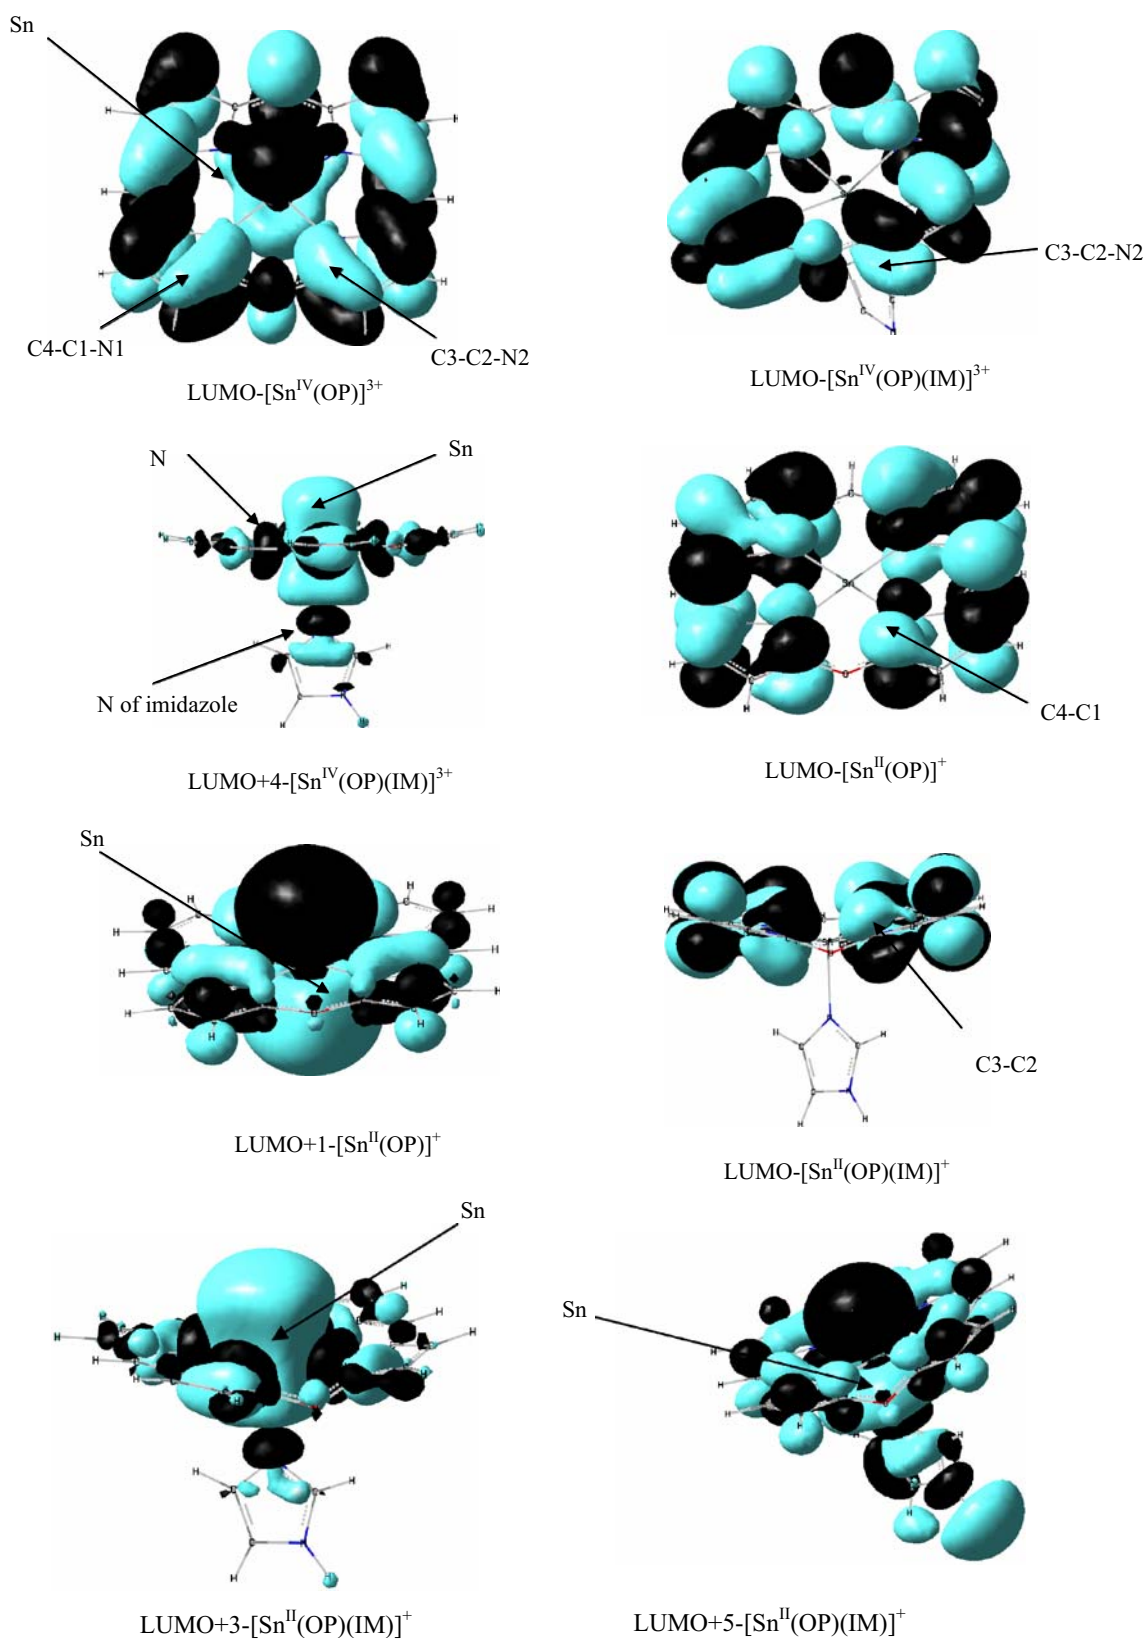 Sn
C4-C1-N1
C3-C2-N2
LUMO-[Sn^IV(OP)]^3+
C3-C2-N2
LUMO-[Sn^IV(OP)(IM)]^3+
N
Sn
N of imidazole
LUMO+4-[Sn^IV(OP)(IM)]^3+
Sn
C4-C1
LUMO-[Sn^II(OP)]^+
Sn
LUMO+1-[Sn^II(OP)]^+
C3-C2
LUMO-[Sn^II(OP)(IM)]^+
Sn
LUMO+3-[Sn^II(OP)(IM)]^+
Sn
LUMO+5-[Sn^II(OP)(IM)]^+